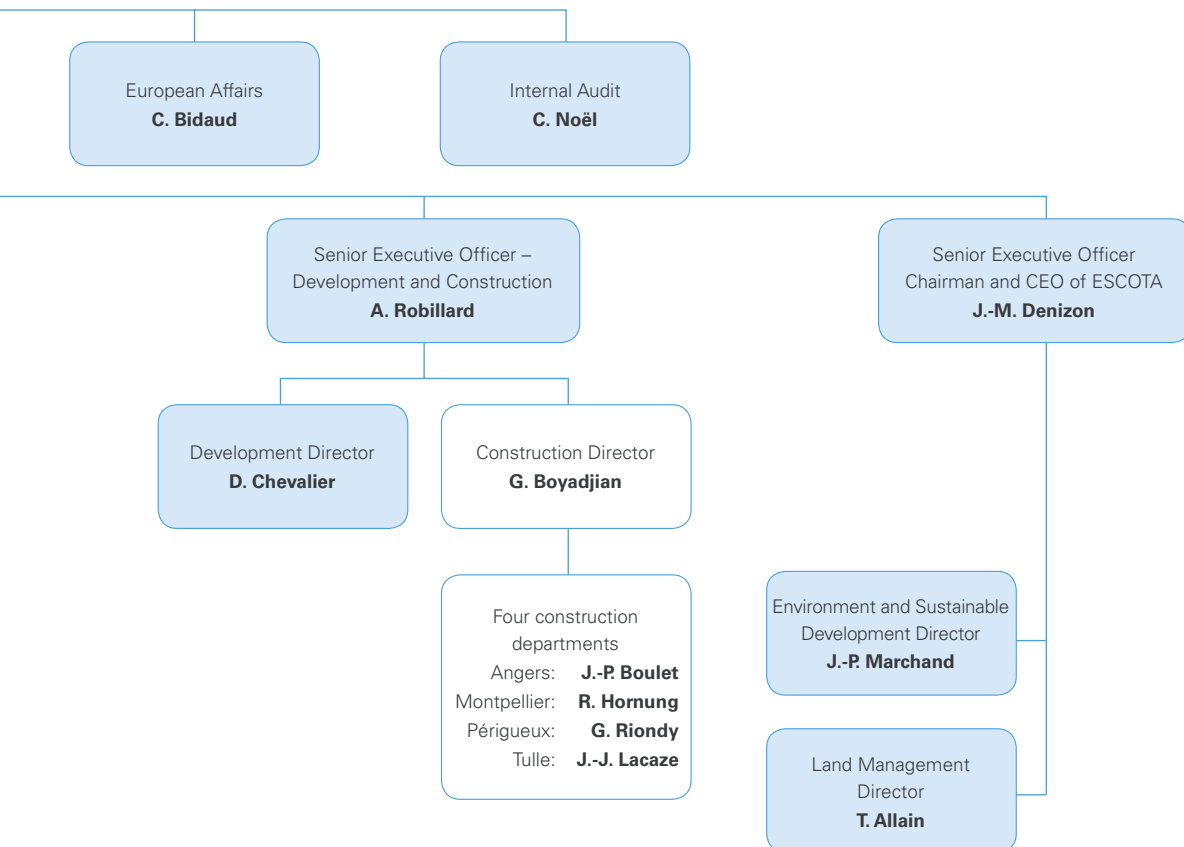 European Affairs
C. Bidaud
Internal Audit
C. Noël
Senior Executive Officer –
Development and Construction
A. Robillard
Senior Executive Officer
Chairman and CEO of ESCOTA
J.-M. Denizon
Development Director
D. Chevalier
Construction Director
G. Boyadjian
Four construction
departments
Angers: J.-P. Boulet
Montpellier: R. Hornung
Périgueux: G. Riondy
Tulle: J.-J. Lacaze
Environment and Sustainable
Development Director
J.-P. Marchand
Land Management
Director
T. Allain